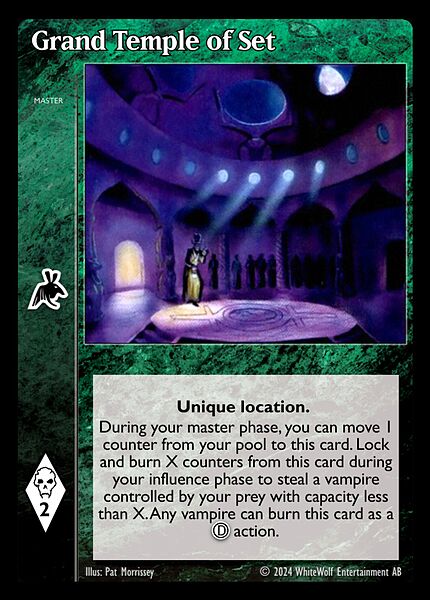 Grand Temple of Set
MASTER
2
Unique location.
During your master phase, you can move 1
counter from your pool to this card. Lock
and burn X counters from this card during
your influence phase to steal a vampire
controlled by your prey with capacity less
than X. Any vampire can burn this card as a
Ⓓ action.
Illus: Pat Morrissey © 2024 WhiteWolf Entertainment AB